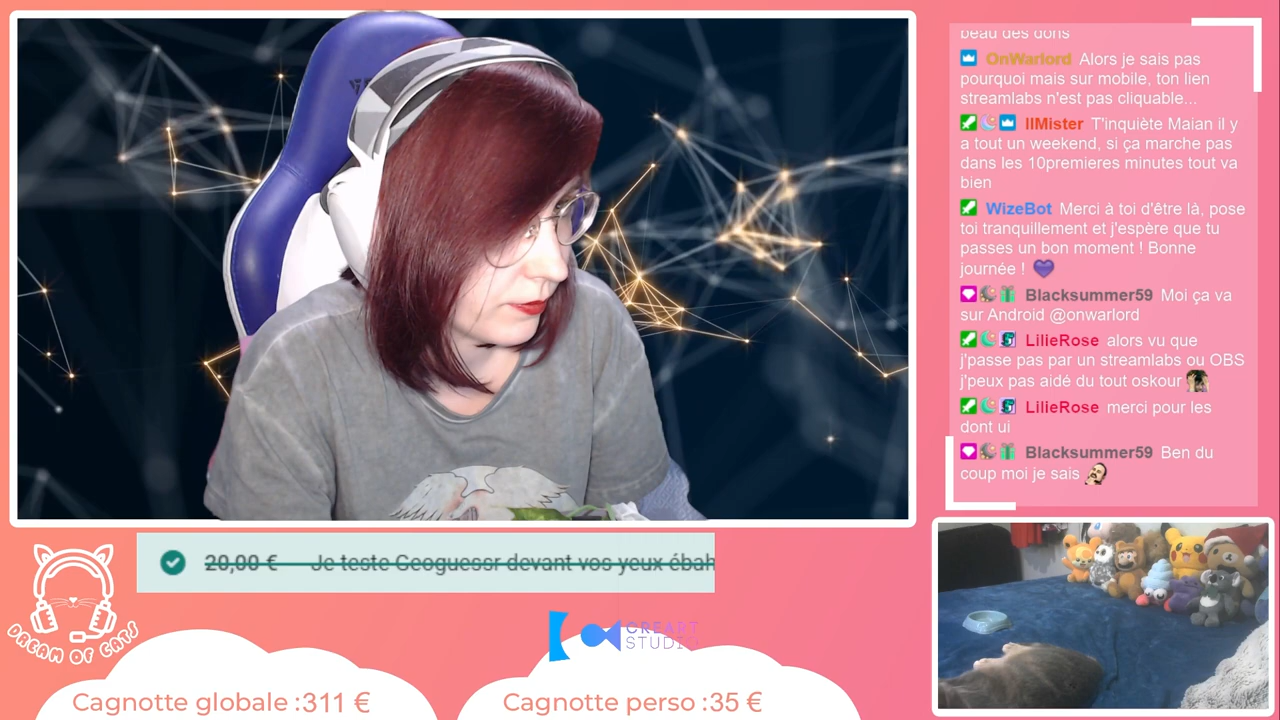 beau des dons
OnWarlord Alors je sais pas
pourquoi mais sur mobile, ton lien
streamlabs n'est pas cliquable...
IlMister T'inquiète Maian il y
a tout un weekend, si ça marche pas
dans les 10premieres minutes tout va
bien
WizeBot Merci à toi d'être là, pose
toi tranquillement et j'espère que tu
passes un bon moment ! Bonne
journée !
Blacksummer59 Moi ça va
sur Android @onwarlord
LilieRose alors vu que
j'passe pas par un streamlabs ou OBS
j'peux pas aidé du tout oskour
LilieRose merci pour les
dont ui
Blacksummer59 Ben du
coup moi je sais
20,00 € Je teste Geoguessr devant vos yeux ébah
DREAM OF CATS
CREART
STUDIO
Cagnotte globale :311 €
Cagnotte perso :35 €